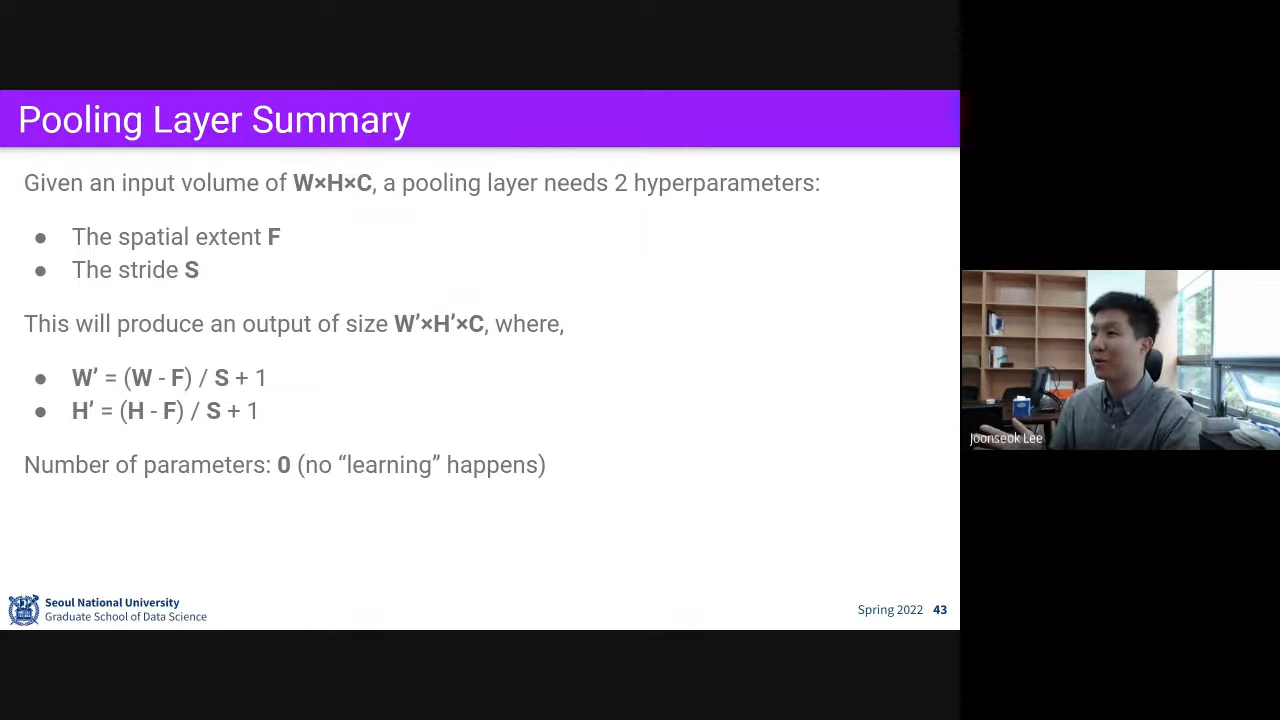 Pooling Layer Summary
Given an input volume of W×H×C, a pooling layer needs 2 hyperparameters:
● The spatial extent F
● The stride S
This will produce an output of size W’×H’×C, where,
● W’ = (W - F) / S + 1
● H’ = (H - F) / S + 1
Number of parameters: 0 (no “learning” happens)
Seoul National University
Graduate School of Data Science
Spring 2022 43
Joonseok Lee